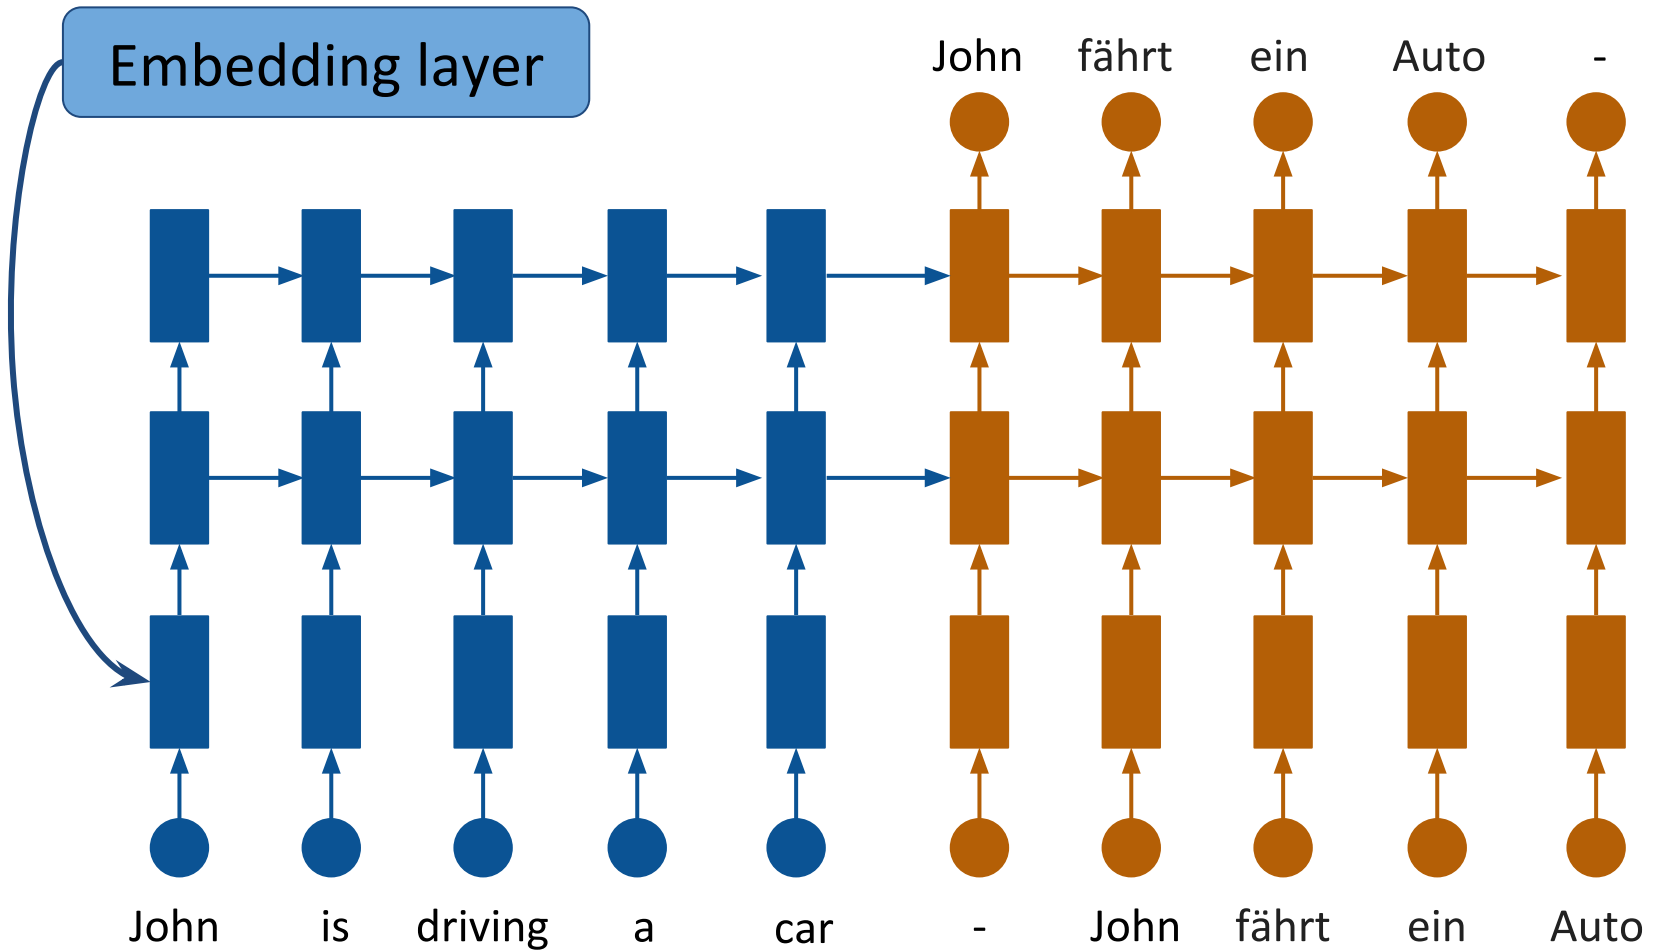 Embedding layer
John fährt ein Auto -
John is driving a car - John fährt ein Auto